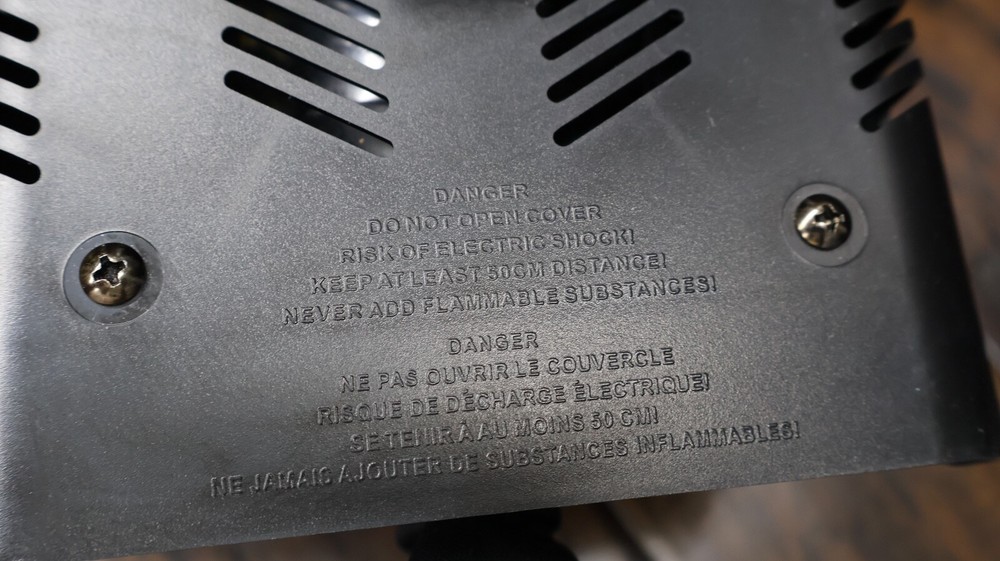 DANGER
DO NOT OPEN COVER
RISK OF ELECTRIC SHOCK!
KEEP AT LEAST 50CM DISTANCE!
NEVER ADD FLAMMABLE SUBSTANCES!
DANGER
NE PAS OUVRIR LE COUVERCLE
RISQUE DE DÉCHARGE ÉLECTRIQUE!
SE TENIR À AU MOINS 50 CM!
NE JAMAIS AJOUTER DE SUBSTANCES INFLAMMABLES!